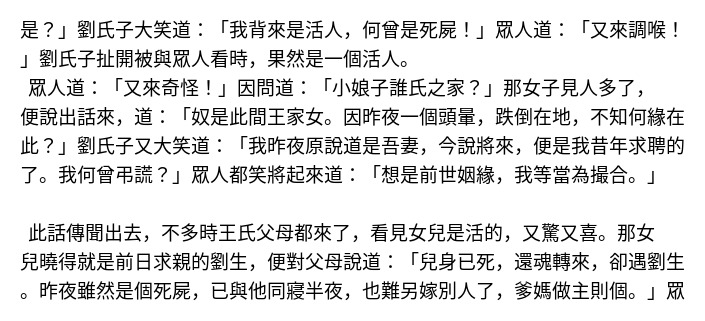 是？」劉氏子大笑道：「我背來是活人，何曾是死屍！」眾人道：「又來調喉！
」劉氏子扯開被與眾人看時，果然是一個活人。
眾人道：「又來奇怪！」因問道：「小娘子誰氏之家？」那女子見人多了，
便說出話來，道：「奴是此間王家女。因昨夜一個頭暈，跌倒在地，不知何緣在
此？」劉氏子又大笑道：「我昨夜原說道是吾妻，今說將來，便是我昔年求聘的
了。我何曾弔謊？」眾人都笑將起來道：「想是前世姻緣，我等當為撮合。」
此話傳聞出去，不多時王氏父母都來了，看見女兒是活的，又驚又喜。那女
兒曉得就是前日求親的劉生，便對父母說道：「兒身已死，還魂轉來，卻遇劉生
。昨夜雖然是個死屍，已與他同寢半夜，也難另嫁別人了，爹媽做主則個。」眾